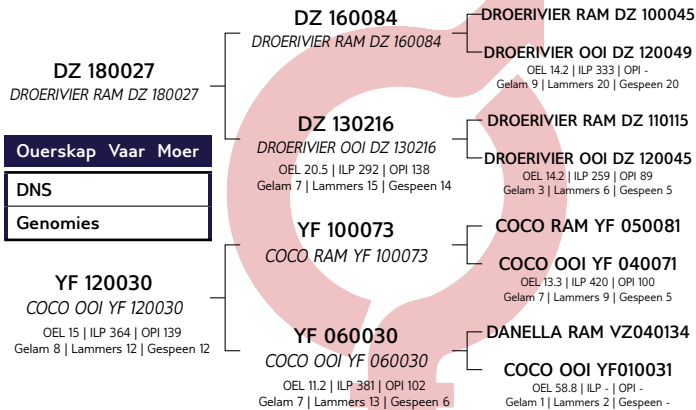 DZ 180027
DROERIVIER RAM DZ 180027
Ouerskap Vaar Moer
DNS
Genomies
YF 120030
COCO OOI YF 120030
OEL 15 | ILP 364 | OPI 139
Gelam 8 | Lammers 12 | Gespeen 12
DZ 160084
DROERIVIER RAM DZ 160084
DZ 130216
DROERIVIER OOI DZ 130216
OEL 20.5 | ILP 292 | OPI 138
Gelam 7 | Lammers 15 | Gespeen 14
YF 100073
COCO RAM YF 100073
YF 060030
COCO OOI YF 060030
OEL 11.2 | ILP 381 | OPI 102
Gelam 7 | Lammers 13 | Gespeen 6
DROERIVIER RAM DZ 100045
DROERIVIER OOI DZ 120049
OEL 14.2 | ILP 333 | OPI -
Gelam 9 | Lammers 20 | Gespeen 20
DROERIVIER RAM DZ 110115
DROERIVIER OOI DZ 120045
OEL 14.2 | ILP 259 | OPI 89
Gelam 3 | Lammers 6 | Gespeen 5
COCO RAM YF 050081
COCO OOI YF 040071
OEL 13.3 | ILP 420 | OPI 100
Gelam 7 | Lammers 9 | Gespeen 5
DANELLA RAM VZ040134
COCO OOI YF010031
OEL 58.8 | ILP - | OPI -
Gelam 1 | Lammers 2 | Gespeen -